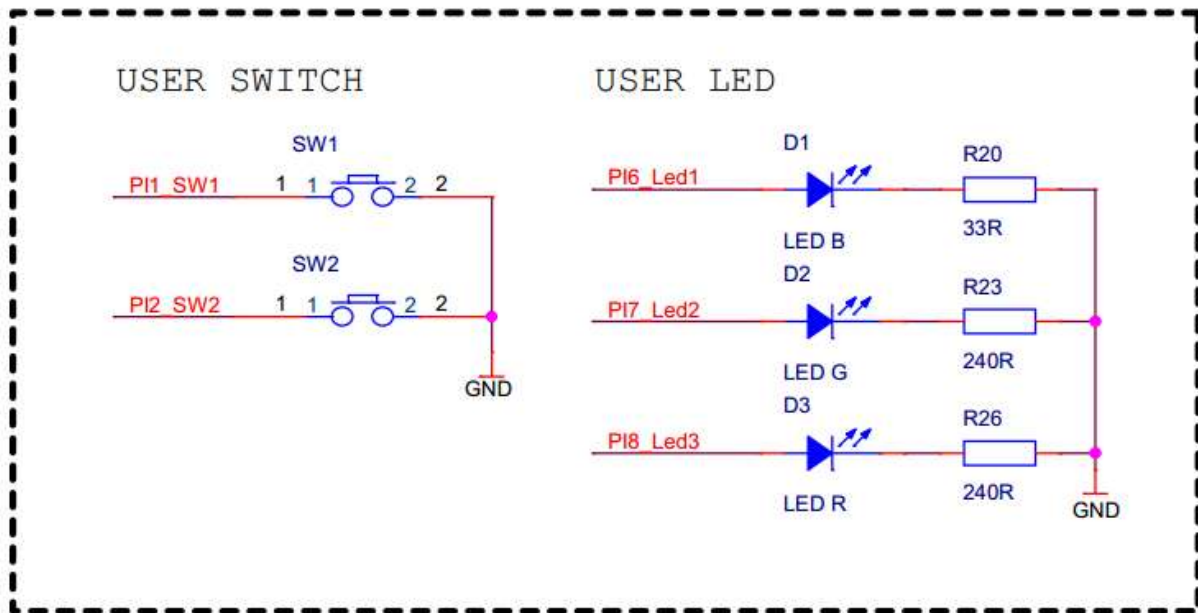 USER SWITCH
SW1
PI1_SW1 1 1 2 2
SW2
PI2_SW2 1 1 2 2
GND
USER LED
D1
R20
PI6_Led1
LED B
33R
D2
R23
PI7_Led2
LED G
240R
D3
R26
PI8_Led3
LED R
240R
GND